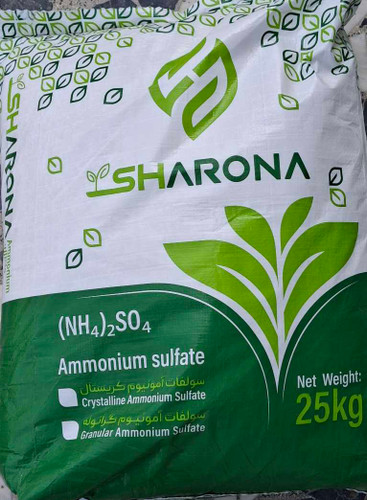 SHARONA
SHARONA
Ammonium
(NH₄)₂SO₄
Ammonium sulfate
سولفات آمونیوم کریستال
Crystalline Ammonium Sulfate
سولفات آمونیوم گرانوله
Granular Ammonium Sulfate
Net Weight:
25kg